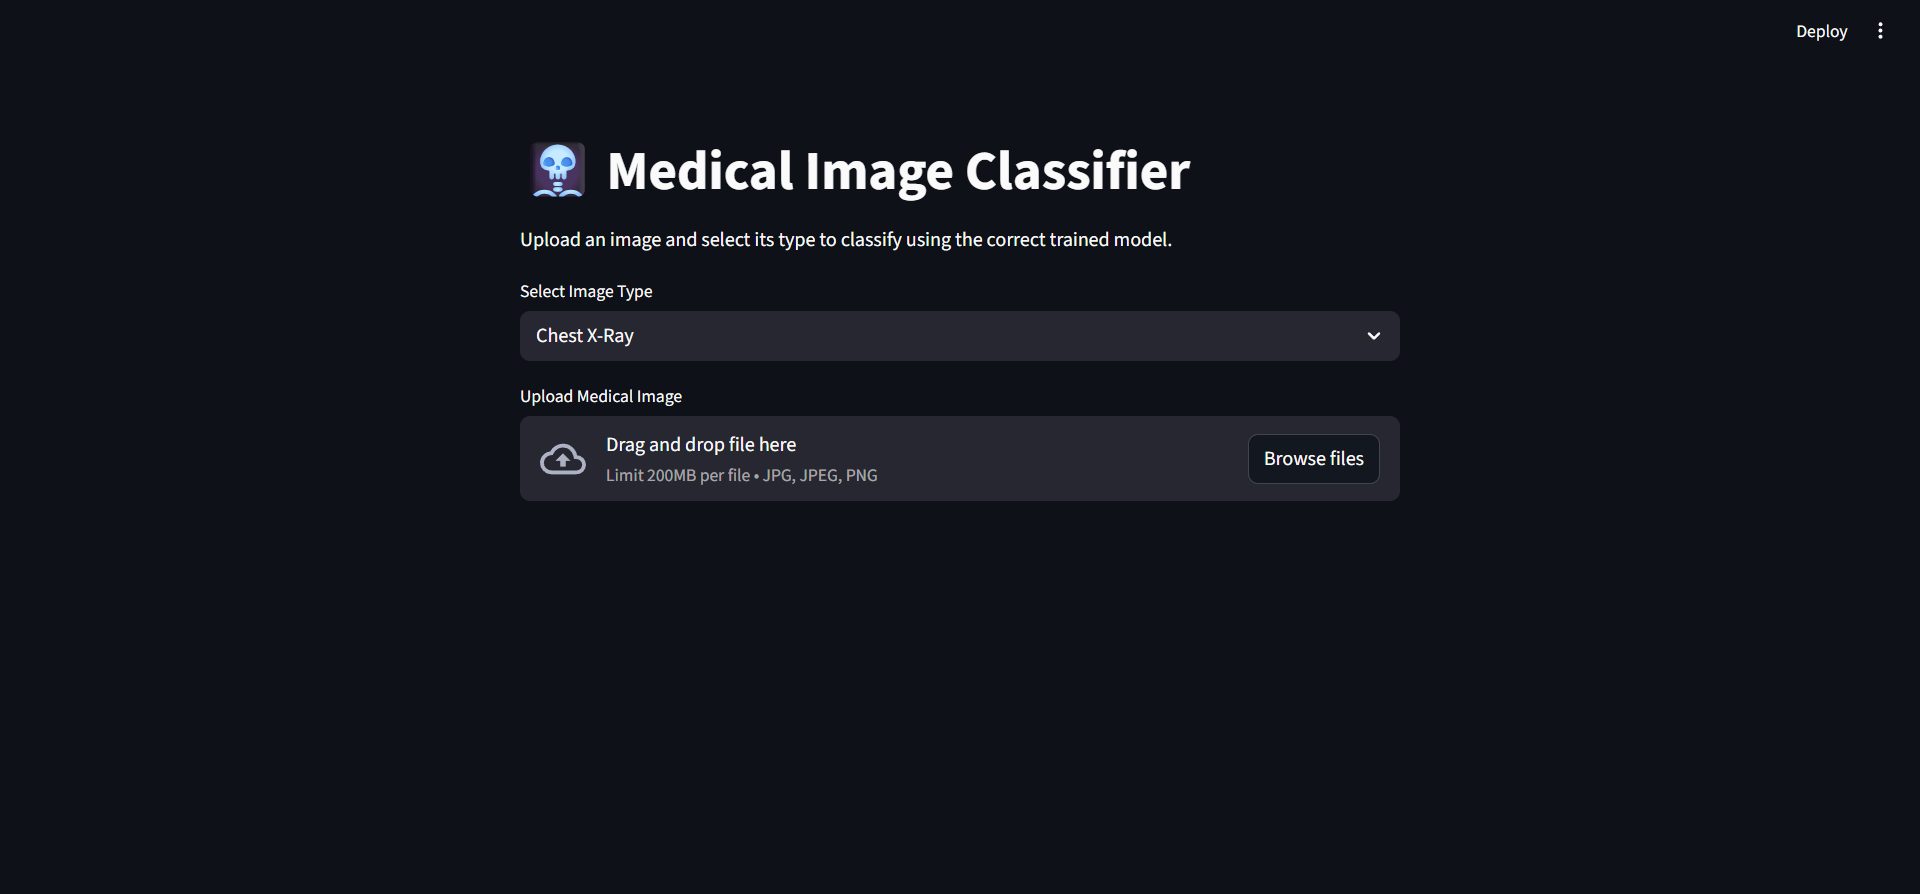 Deploy
Medical Image Classifier
Upload an image and select its type to classify using the correct trained model.
Select Image Type
Chest X-Ray
Upload Medical Image
Drag and drop file here
Limit 200MB per file • JPG, JPEG, PNG
Browse files